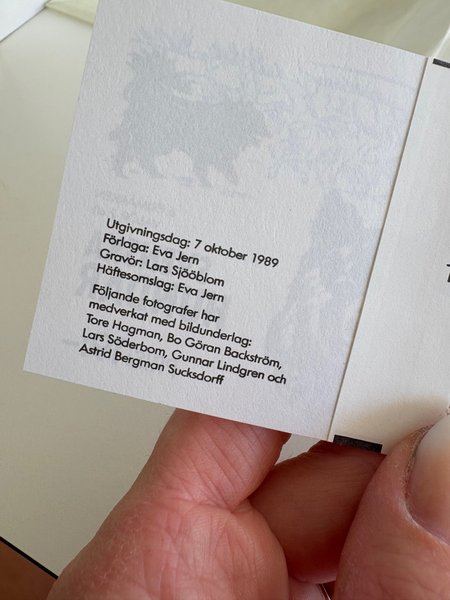 Utgivningsdag: 7 oktober 1989
Förlaga: Eva Jern
Gravör: Lars Sjööblom
Häftesomslag: Eva Jern
Följande fotografer har
medverkat med bildunderlag:
Tore Hagman, Bo Göran Backström,
Lars Söderbom, Gunnar Lindgren och
Astrid Bergman Sucksdorff